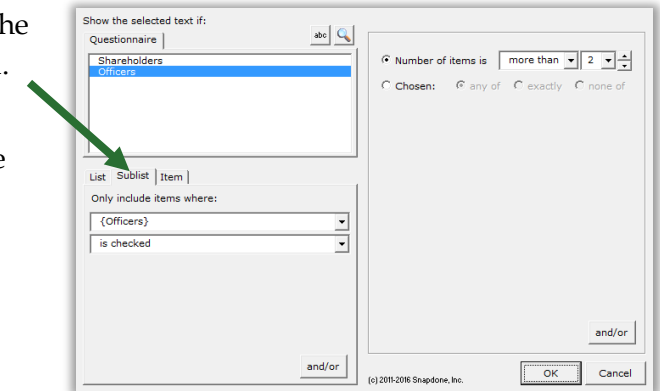 he
.
e
Show the selected text if:
abc
Questionnaire
Shareholders
Officers
List Sublist Item
Only include items where:
{Officers}
is checked
and/or
Number of items is more than 2
Chosen: any of exactly none of
and/or
(c) 2011-2016 Snapdone, Inc.
OK Cancel